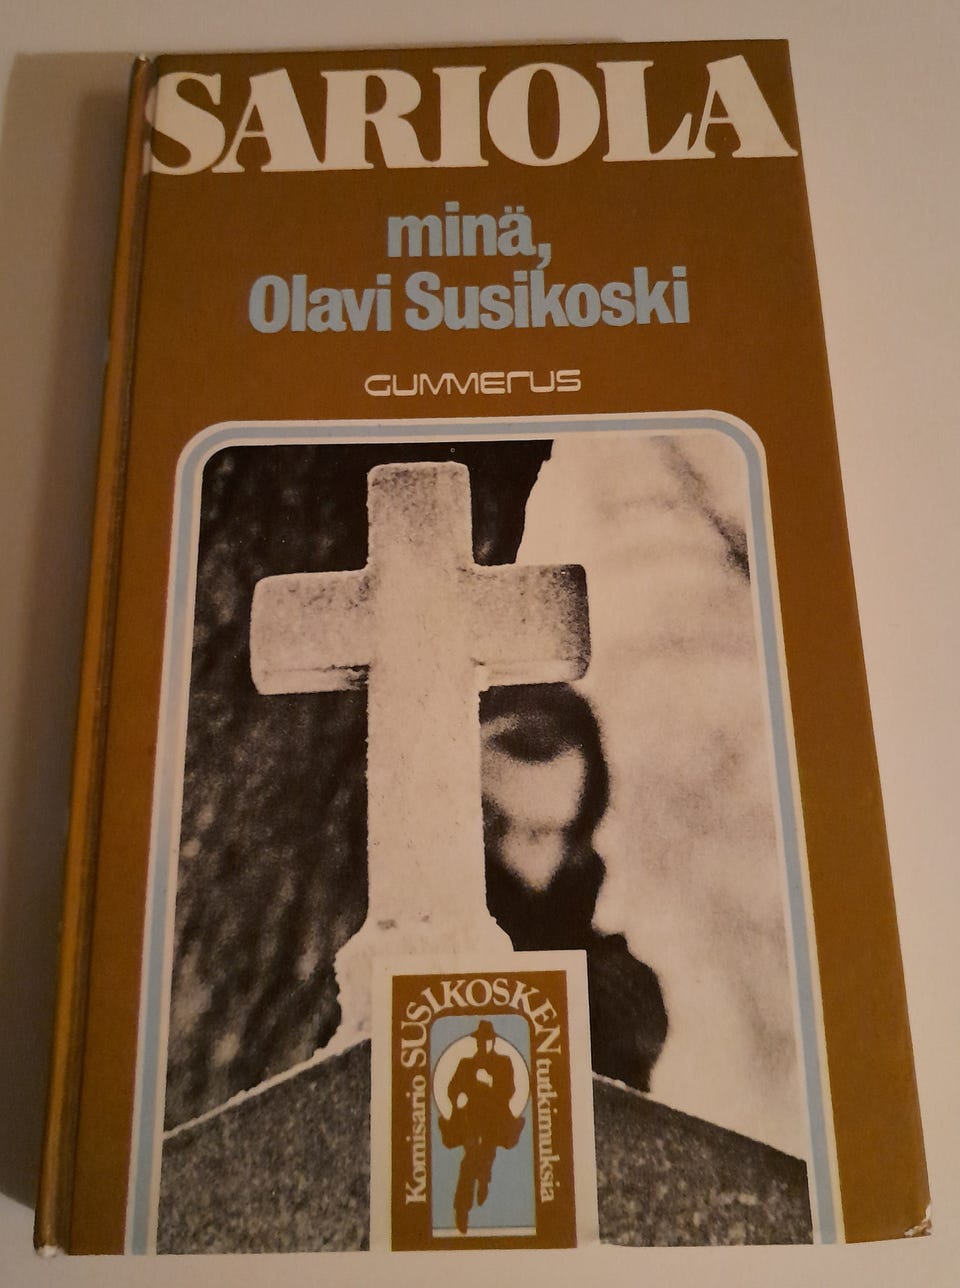 SARIOLA
minä,
Olavi Susikoski
GUMMERUS
Komisario SUSIKOSKEN tutkimuksia